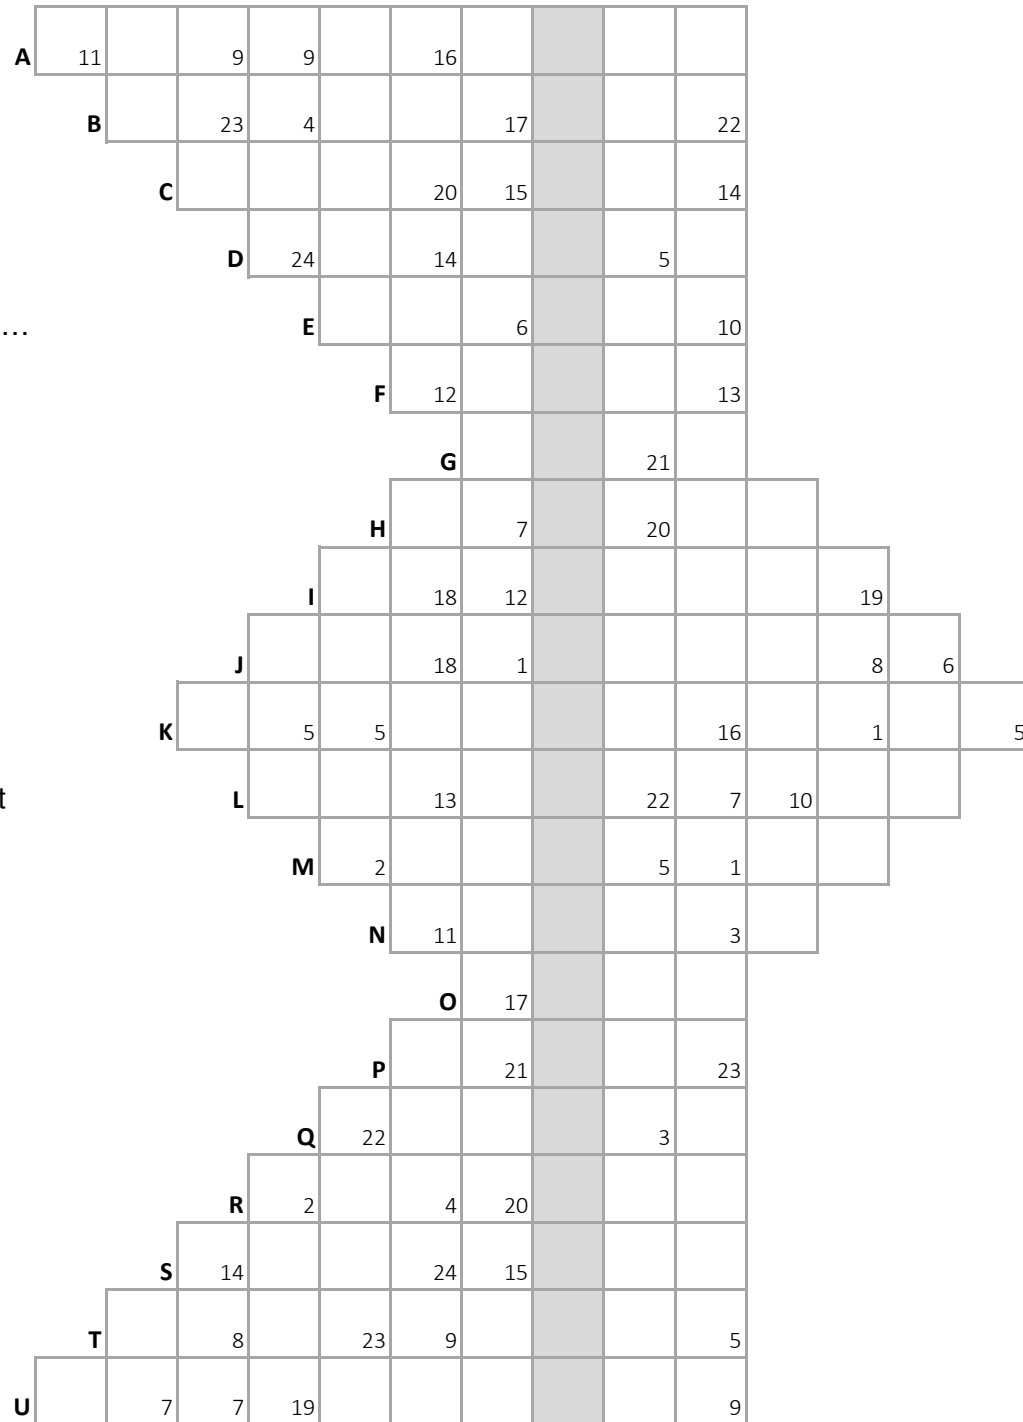 A 11 9 9 16
B 23 4 17 22
C 20 15 14
D 24 14 5
... E 6 10
F 12 13
G 21
H 7 20
I 18 12 19
J 18 1 8 6
K 5 5 16 1 5
t L 13 22 7 10
M 2 5 1
N 11 3
O 17
P 21 23
Q 22 3
R 2 4 20
S 14 24 15
T 8 23 9 5
U 7 7 19 9